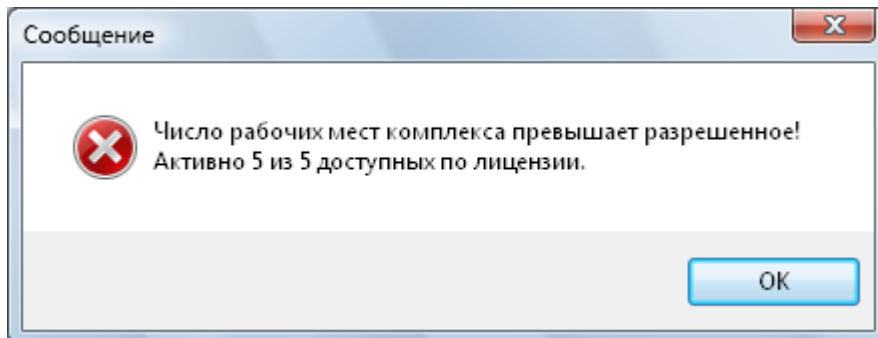 Сообщение
Число рабочих мест комплекса превышает разрешенное!
Активно 5 из 5 доступных по лицензии.
OK